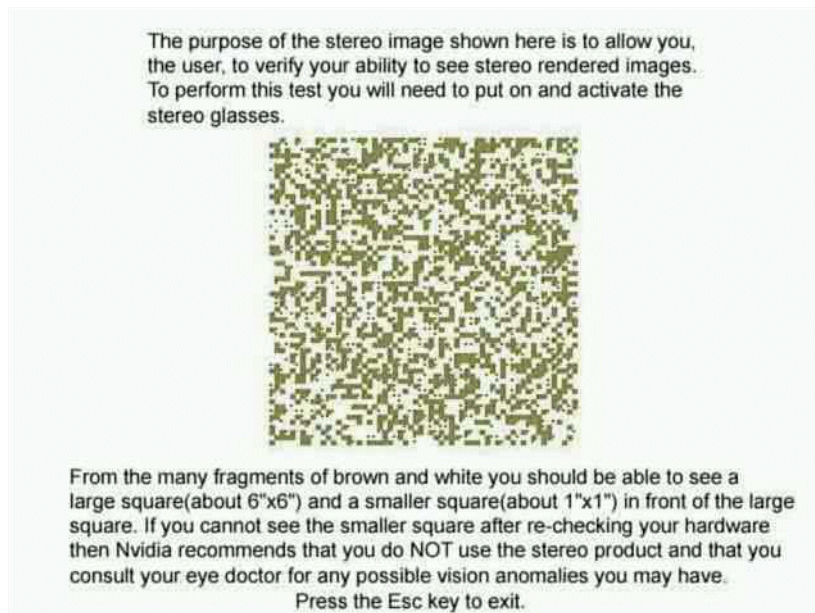 The purpose of the stereo image shown here is to allow you,
the user, to verify your ability to see stereo rendered images.
To perform this test you will need to put on and activate the
stereo glasses.
From the many fragments of brown and white you should be able to see a
large square(about 6"x6") and a smaller square(about 1"x1") in front of the large
square. If you cannot see the smaller square after re-checking your hardware
then Nvidia recommends that you do NOT use the stereo product and that you
consult your eye doctor for any possible vision anomalies you may have.
Press the Esc key to exit.